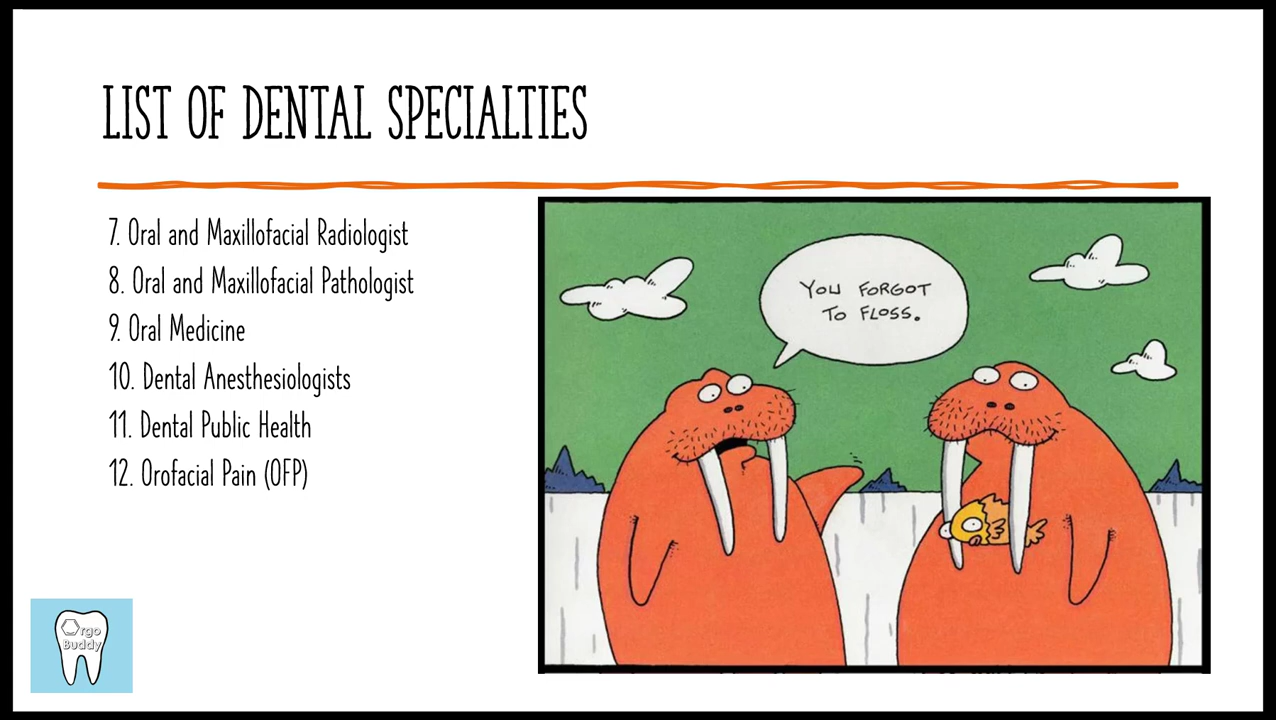 LIST OF DENTAL SPECIALTIES
7. Oral and Maxillofacial Radiologist
8. Oral and Maxillofacial Pathologist
9. Oral Medicine
10. Dental Anesthesiologists
11. Dental Public Health
12. Orofacial Pain (OFP)
YOU FORGOT
TO FLOSS.
rgo
Buddy